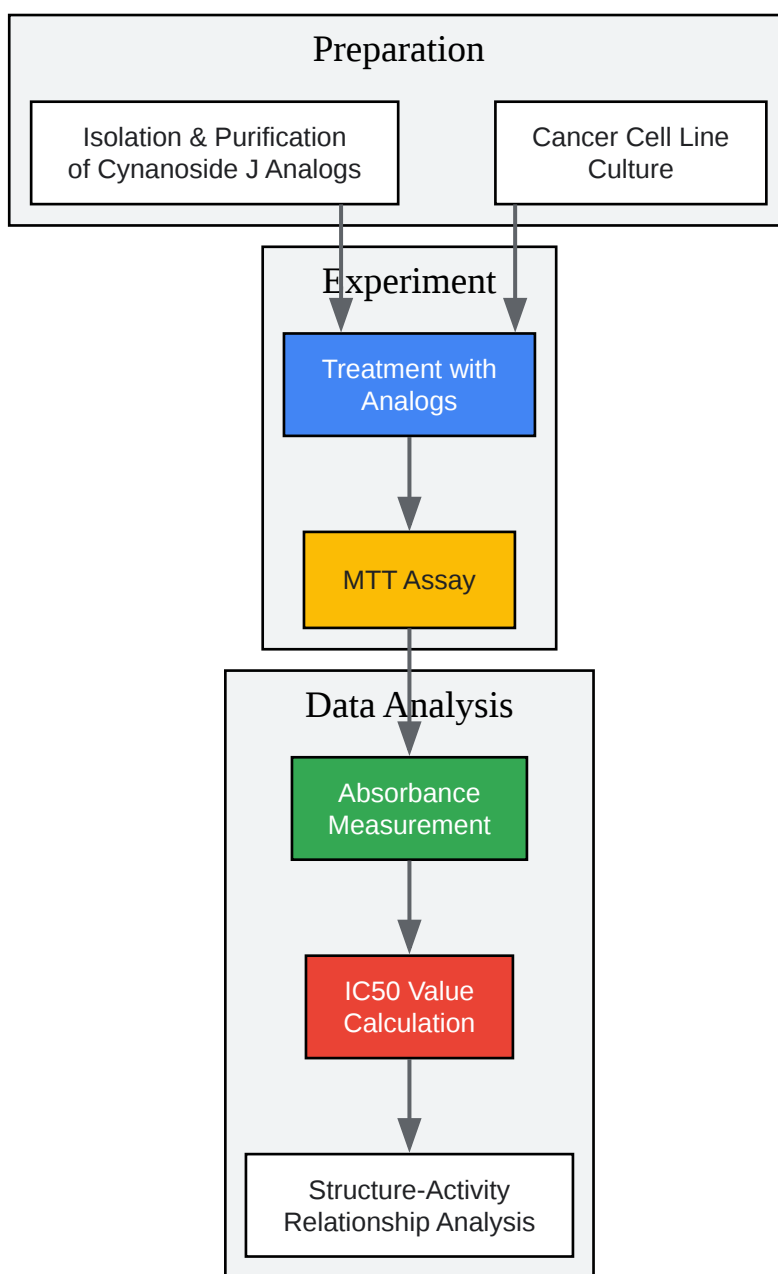 Preparation
Isolation & Purification
of Cynanoside J Analogs
Cancer Cell Line
Culture
Experiment
Treatment with
Analogs
MTT Assay
Data Analysis
Absorbance
Measurement
IC50 Value
Calculation
Structure-Activity
Relationship Analysis